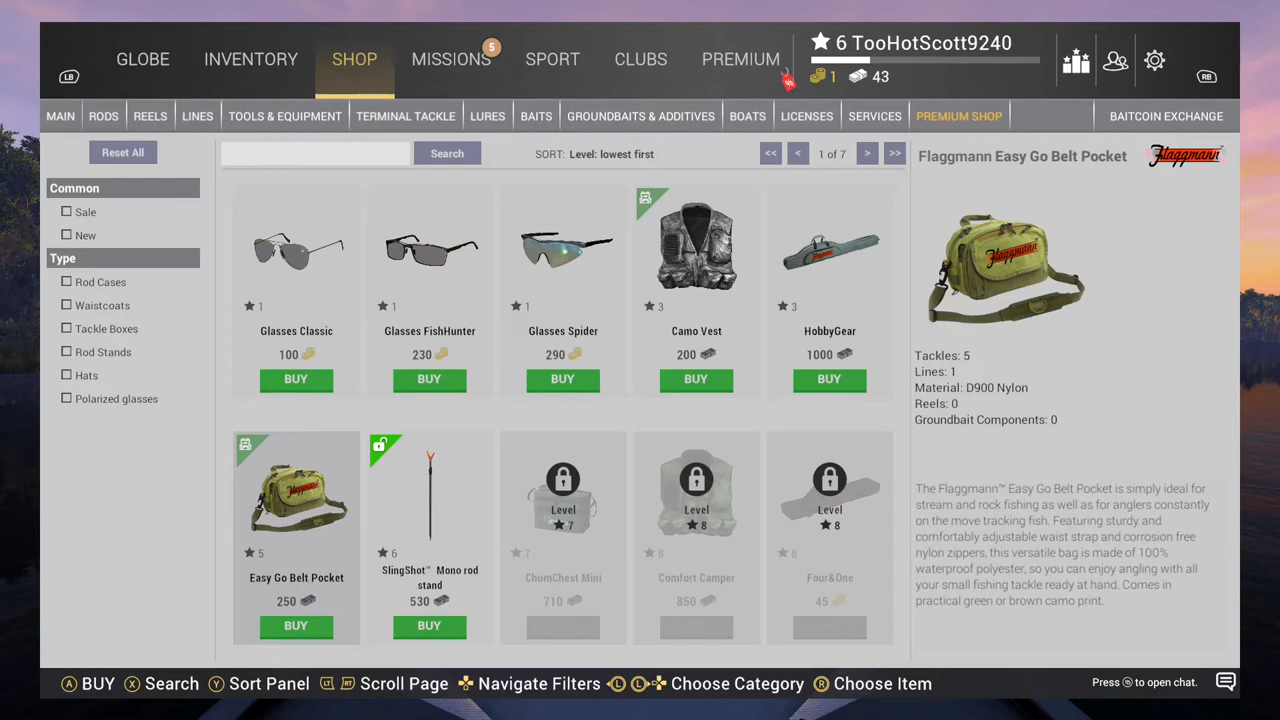 LB
GLOBE
INVENTORY
SHOP
MISSIONS
5
SPORT
CLUBS
PREMIUM
6 TooHotScott9240
1
43
RB
MAIN
RODS
REELS
LINES
TOOLS & EQUIPMENT
TERMINAL TACKLE
LURES
BAITS
GROUNDBAITS & ADDITIVES
BOATS
LICENSES
SERVICES
PREMIUM SHOP
BAITCOIN EXCHANGE
Reset All
Search
SORT: Level: lowest first
<<
<
1 of 7
>
>>
Common
Sale
New
Type
Rod Cases
Waistcoats
Tackle Boxes
Rod Stands
Hats
Polarized glasses
1
Glasses Classic
100
BUY
1
Glasses FishHunter
230
BUY
1
Glasses Spider
290
BUY
3
Camo Vest
200
BUY
3
HobbyGear
1000
BUY
Flaggmann
5
Easy Go Belt Pocket
250
BUY
6
SlingShot™ Mono rod
stand
530
BUY
Level
7
7
ChumChest Mini
710
Level
8
8
Comfort Camper
850
Level
8
8
Four&One
45
Flaggmann Easy Go Belt Pocket
Flaggmann
Flaggmann
Tackles: 5
Lines: 1
Material: D900 Nylon
Reels: 0
Groundbait Components: 0
The Flaggmann™ Easy Go Belt Pocket is simply ideal for
stream and rock fishing as well as for anglers constantly
on the move tracking fish. Featuring sturdy and
comfortably adjustable waist strap and corrosion free
nylon zippers, this versatile bag is made of 100%
waterproof polyester, so you can enjoy angling with all
your small fishing tackle ready at hand. Comes in
practical green or brown camo print.
A BUY
X Search
Y Sort Panel
LT RT Scroll Page
Navigate Filters
L L Choose Category
R Choose Item
Press to open chat.